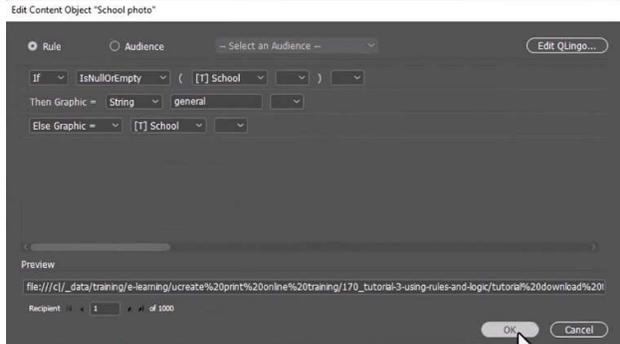 Edit Content Object "School photo"
Rule Audience -- Select an Audience -- Edit QLingo...
If IsNullOrEmpty ( [T] School )
Then Graphic = String general
Else Graphic = [T] School
Preview
file:///c|/_data/training/e-learning/ucreate%20print%20online%20training/170_tutorial-3-using-rules-and-logic/tutorial%20download%20
Recipient 1 of 1000
OK Cancel